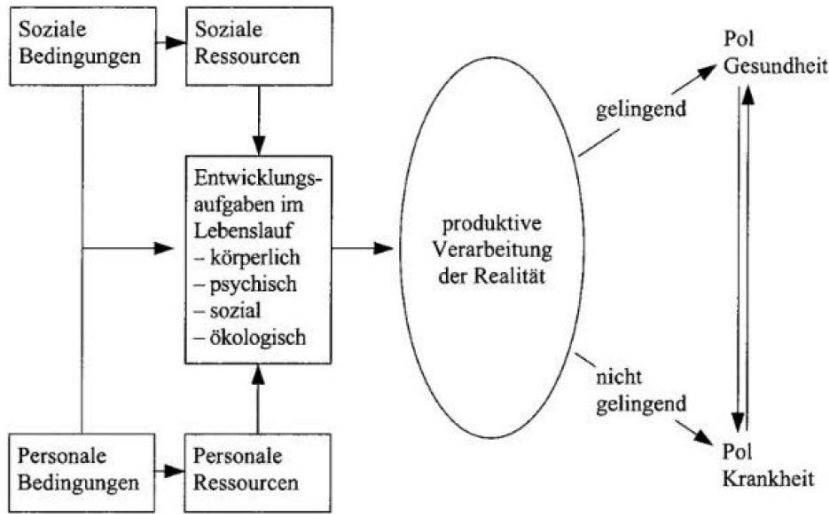 Soziale
Bedingungen
Soziale
Ressourcen
Entwicklungs-
aufgaben im
Lebenslauf
– körperlich
– psychisch
– sozial
– ökologisch
Personale
Bedingungen
Personale
Ressourcen
produktive
Verarbeitung
der Realität
gelingend
nicht
gelingend
Pol
Gesundheit
Pol
Krankheit